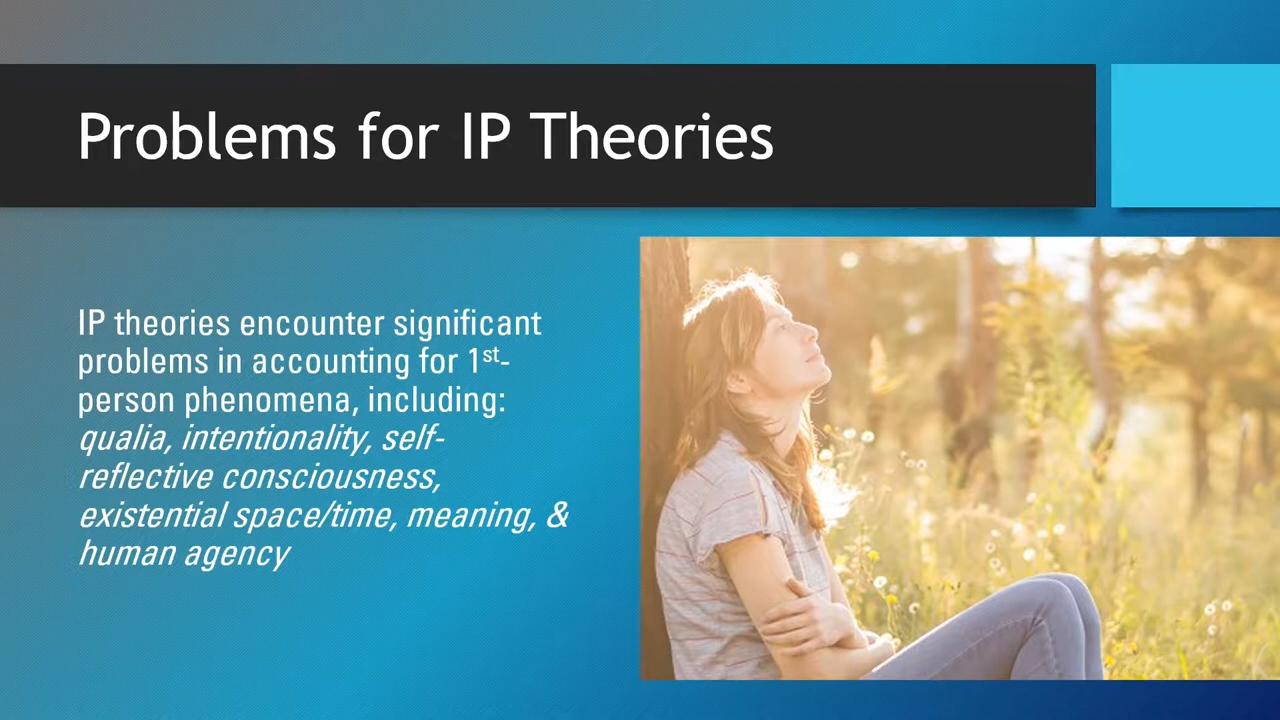 Problems for IP Theories
IP theories encounter significant
problems in accounting for 1st-
person phenomena, including:
qualia, intentionality, self-
reflective consciousness,
existential space/time, meaning, &
human agency